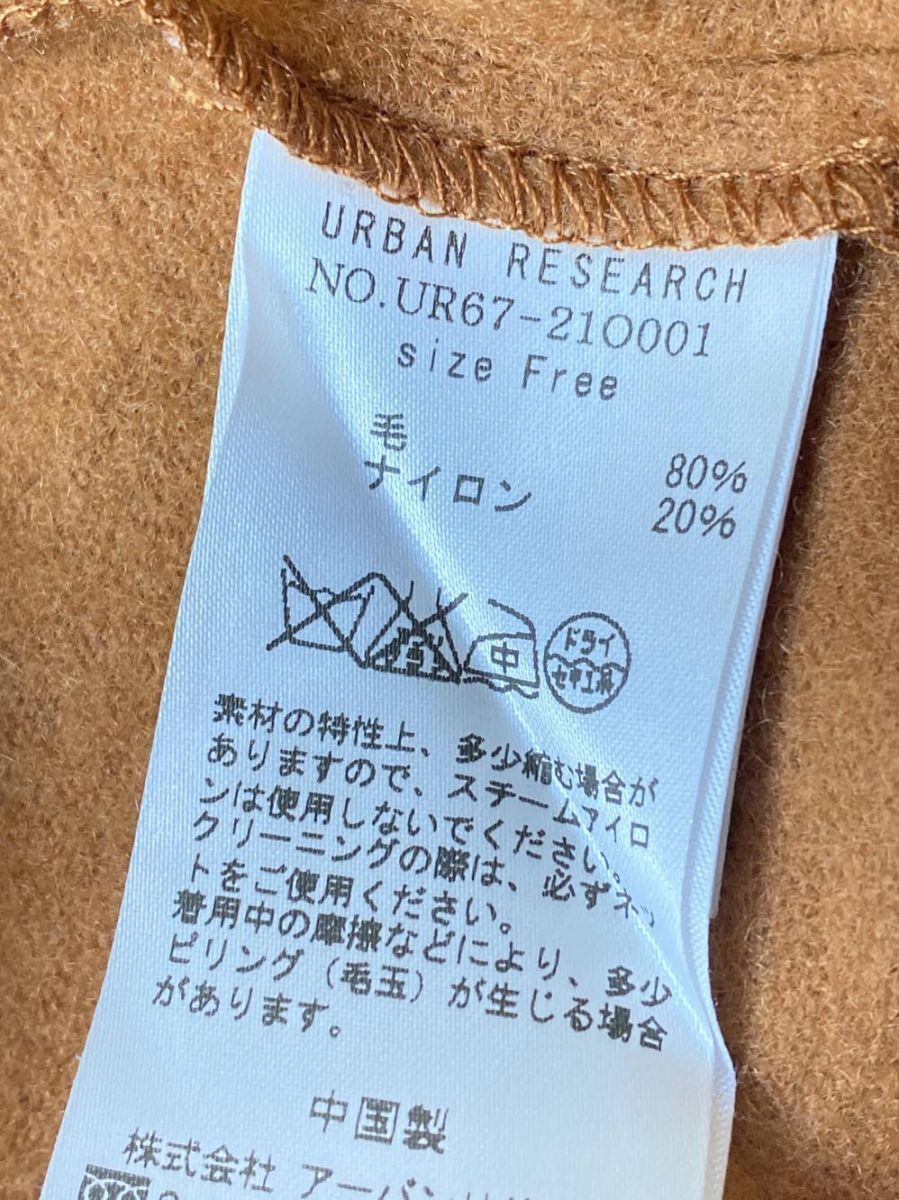 URBAN RESEARCH
NO.UR67-210001
size Free
毛 80%
ナイロン 20%
中
ドライ
セキユ系
素材の特性上、多少縮む場合が
ありますので、スチームアイロ
ンは使用しないでください。
クリーニングの際は、必ずネッ
トをご使用ください。
着用中の摩擦などにより、多少
ピリング(毛玉)が生じる場合
があります。
中国製
株式会社 アーバン